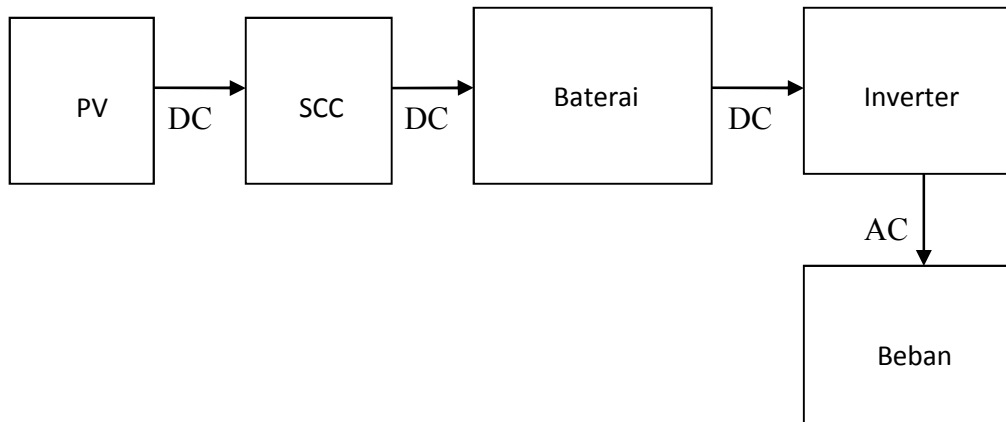 PV
DC
SCC
DC
Baterai
DC
Inverter
AC
Beban